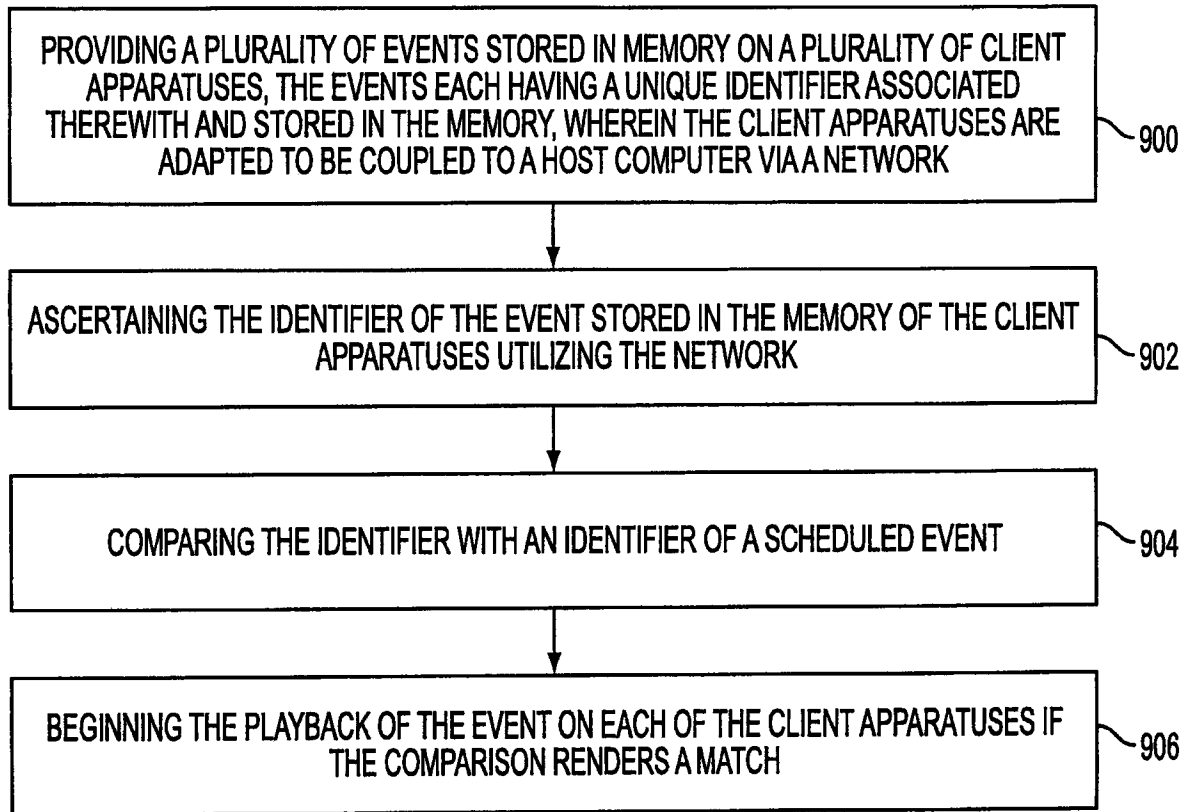 PROVIDING A PLURALITY OF EVENTS STORED IN MEMORY ON A PLURALITY OF CLIENT
APPARATUSES, THE EVENTS EACH HAVING A UNIQUE IDENTIFIER ASSOCIATED
THEREWITH AND STORED IN THE MEMORY, WHEREIN THE CLIENT APPARATUSES ARE
ADAPTED TO BE COUPLED TO A HOST COMPUTER VIA A NETWORK
900
ASCERTAINING THE IDENTIFIER OF THE EVENT STORED IN THE MEMORY OF THE CLIENT
APPARATUSES UTILIZING THE NETWORK
902
COMPARING THE IDENTIFIER WITH AN IDENTIFIER OF A SCHEDULED EVENT
904
BEGINNING THE PLAYBACK OF THE EVENT ON EACH OF THE CLIENT APPARATUSES IF
THE COMPARISON RENDERS A MATCH
906